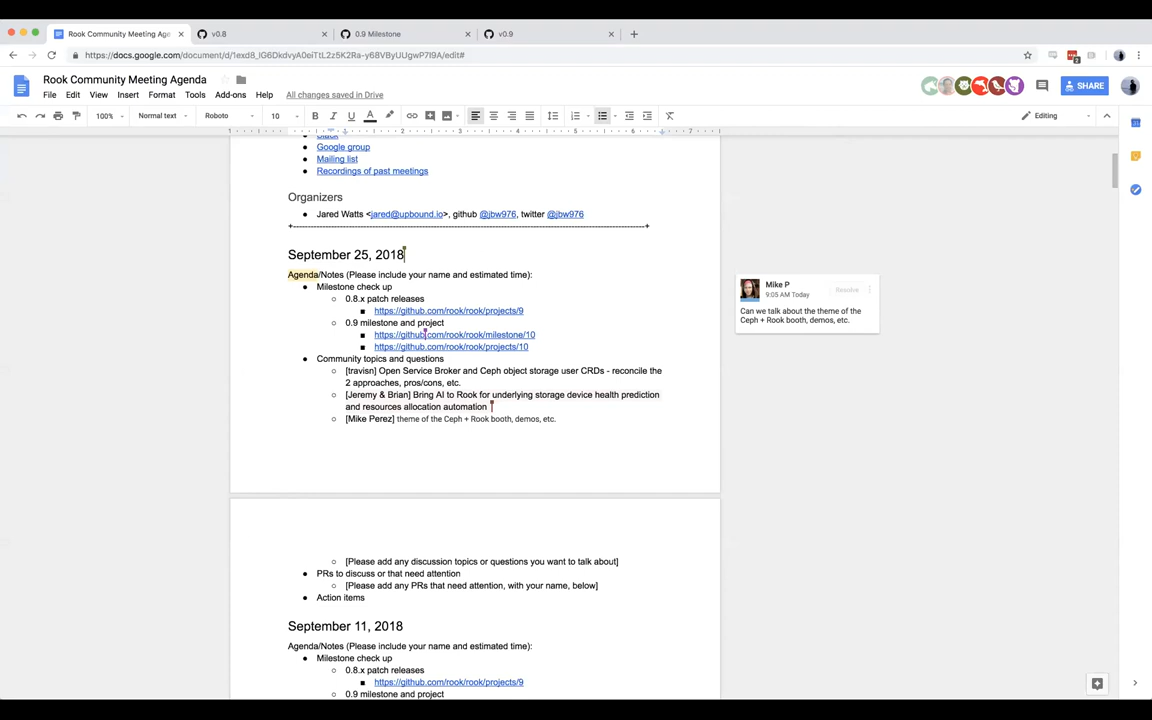 Rook Community Meeting Age
v0.8
0.9 Milestone
v0.9
https://docs.google.com/document/d/1exd8_lG6DkdvyA0eiTtL2z5K2Ra-y68VByUUgwP7I9A/edit#
Rook Community Meeting Agenda
File Edit View Insert Format Tools Add-ons Help All changes saved in Drive
SHARE
100% Normal text Roboto 10 Editing
Google group
Mailing list
Recordings of past meetings
Organizers
Jared Watts <jared@upbound.io>, github @jbw976, twitter @jbw976
September 25, 2018
Agenda/Notes (Please include your name and estimated time):
Milestone check up
0.8.x patch releases
https://github.com/rook/rook/projects/9
0.9 milestone and project
https://github.com/rook/rook/milestone/10
https://github.com/rook/rook/projects/10
Community topics and questions
[travisn] Open Service Broker and Ceph object storage user CRDs - reconcile the
2 approaches, pros/cons, etc.
[Jeremy & Brian] Bring AI to Rook for underlying storage device health prediction
and resources allocation automation
[Mike Perez] theme of the Ceph + Rook booth, demos, etc.
Mike P
9:05 AM Today
Resolve
Can we talk about the theme of the
Ceph + Rook booth, demos, etc.
[Please add any discussion topics or questions you want to talk about]
PRs to discuss or that need attention
[Please add any PRs that need attention, with your name, below]
Action items
September 11, 2018
Agenda/Notes (Please include your name and estimated time):
Milestone check up
0.8.x patch releases
https://github.com/rook/rook/projects/9
0.9 milestone and project